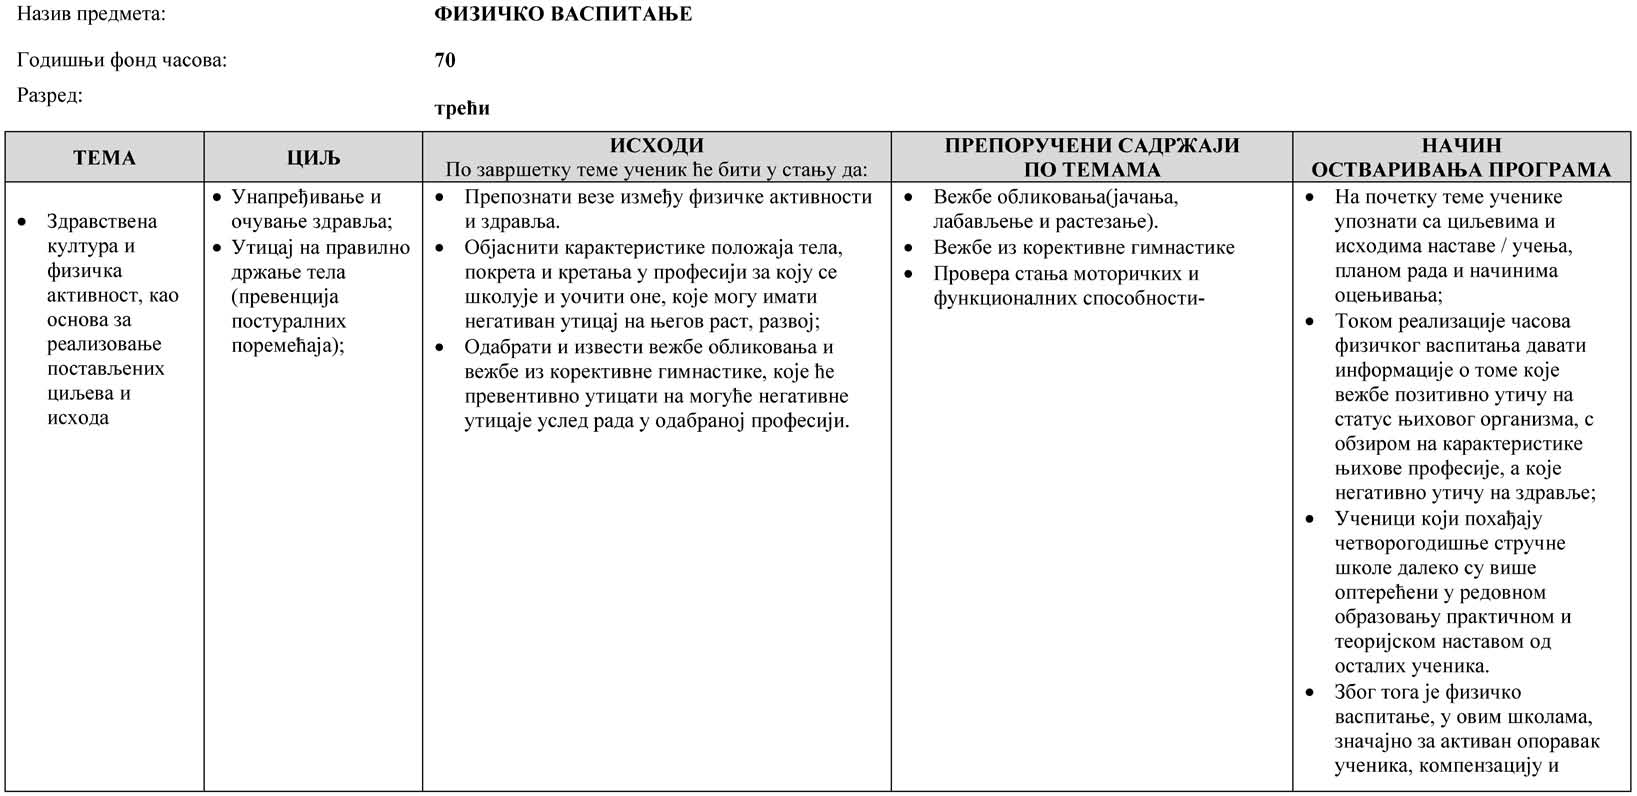 Назив предмета:
ФИЗИЧКО ВАСПИТАЊЕ
Годишњи фонд часова:
70
Разред:
трећи
ТЕМА
ЦИЉ
ИСХОДИ
По завршетку теме ученик ће бити у стању да:
ПРЕПОРУЧЕНИ САДРЖАЈИ
ПО ТЕМАМА
НАЧИН
ОСТВАРИВАЊА ПРОГРАМА
• Здравствена
култура и
физичка
активност, као
основа за
реализовање
постављених
циљева и
исхода
• Унапређивање и
очување здравља;
• Утицај на правилно
држање тела
(превенција
постуралних
поремећаја);
• Препознати везе између физичке активности
и здравља.
• Објаснити карактеристике положаја тела,
покрета и кретања у професији за коју се
школује и уочити оне, које могу имати
негативан утицај на његов раст, развој;
• Одабрати и извести вежбе обликовања и
вежбе из корективне гимнастике, које ће
превентивно утицати на могуће негативне
утицаје услед рада у одабраној професији.
• Вежбе обликовања(јачања,
лабављење и растезање).
• Вежбе из корективне гимнастике
• Провера стања моторичких и
функционалних способности-
• На почетку теме ученике
упознати са циљевима и
исходима наставе / учења,
планом рада и начинима
оцењивања;
• Током реализације часова
физичког васпитања давати
информације о томе које
вежбе позитивно утичу на
статус њиховог организма, с
обзиром на карактеристике
њихове професије, а које
негативно утичу на здравље;
• Ученици који похађају
четворогодишње стручне
школе далеко су више
оптерећени у редовном
образовању практичном и
теоријском наставом од
осталих ученика.
• Због тога је физичко
васпитање, у овим школама,
значајно за активан опоравак
ученика, компензацију и